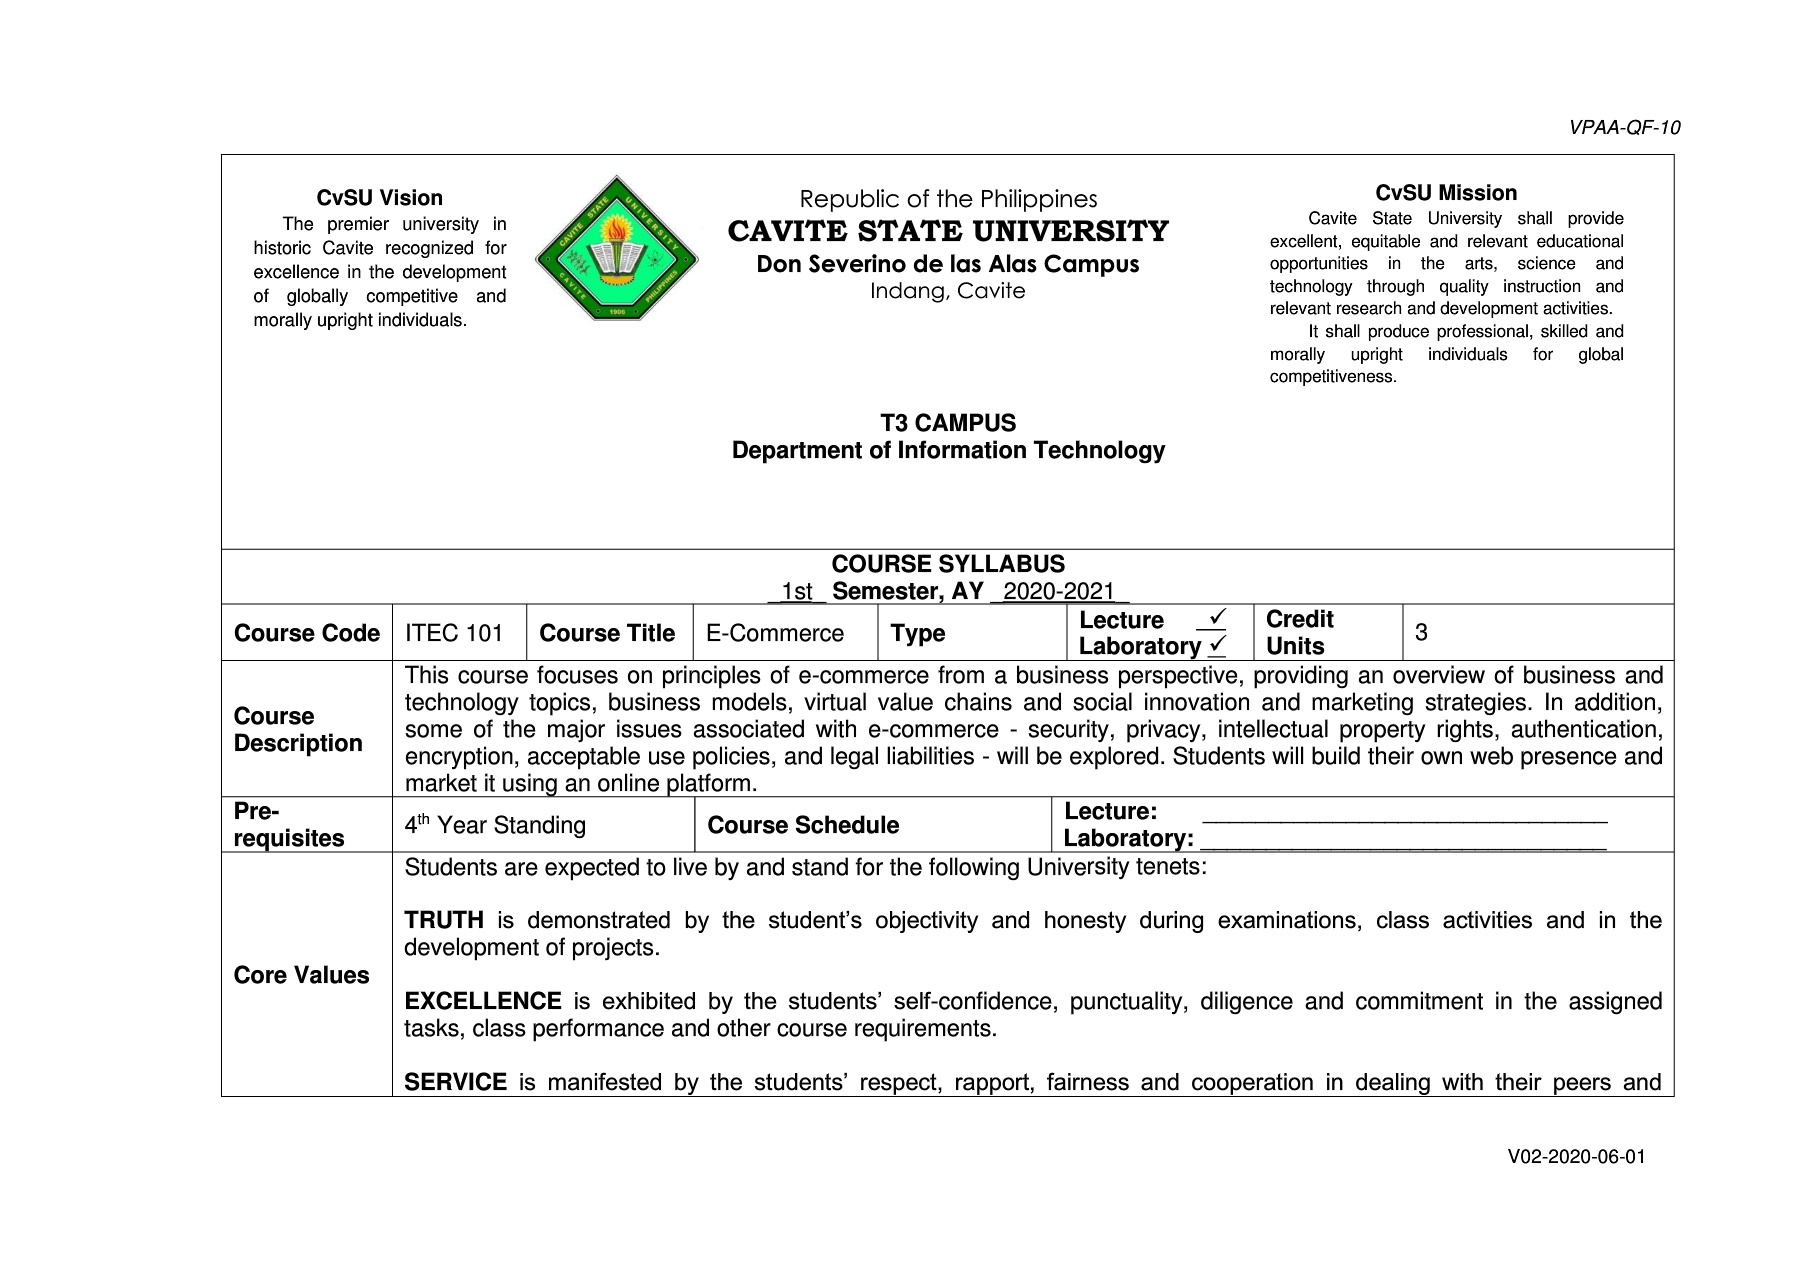 VPAA-QF-10
CvSU Vision
The premier university in
historic Cavite recognized for
excellence in the development
of globally competitive and
morally upright individuals.
CAVITE STATE UNIVERSITY
CAVITE PHILIPPINES
1906
Republic of the Philippines
CAVITE STATE UNIVERSITY
Don Severino de las Alas Campus
Indang, Cavite
CvSU Mission
Cavite State University shall provide
excellent, equitable and relevant educational
opportunities in the arts, science and
technology through quality instruction and
relevant research and development activities.
It shall produce professional, skilled and
morally upright individuals for global
competitiveness.
T3 CAMPUS
Department of Information Technology
COURSE SYLLABUS
_1st_ Semester, AY _2020-2021_
Course Code
ITEC 101
Course Title
E-Commerce
Type
Lecture ✓
Laboratory ✓
Credit
Units
3
Course
Description
This course focuses on principles of e-commerce from a business perspective, providing an overview of business and
technology topics, business models, virtual value chains and social innovation and marketing strategies. In addition,
some of the major issues associated with e-commerce - security, privacy, intellectual property rights, authentication,
encryption, acceptable use policies, and legal liabilities - will be explored. Students will build their own web presence and
market it using an online platform.
Pre-
requisites
4th Year Standing
Course Schedule
Lecture: ________________________________
Laboratory: ________________________________
Core Values
Students are expected to live by and stand for the following University tenets:
TRUTH is demonstrated by the student’s objectivity and honesty during examinations, class activities and in the
development of projects.
EXCELLENCE is exhibited by the students’ self-confidence, punctuality, diligence and commitment in the assigned
tasks, class performance and other course requirements.
SERVICE is manifested by the students’ respect, rapport, fairness and cooperation in dealing with their peers and
V02-2020-06-01